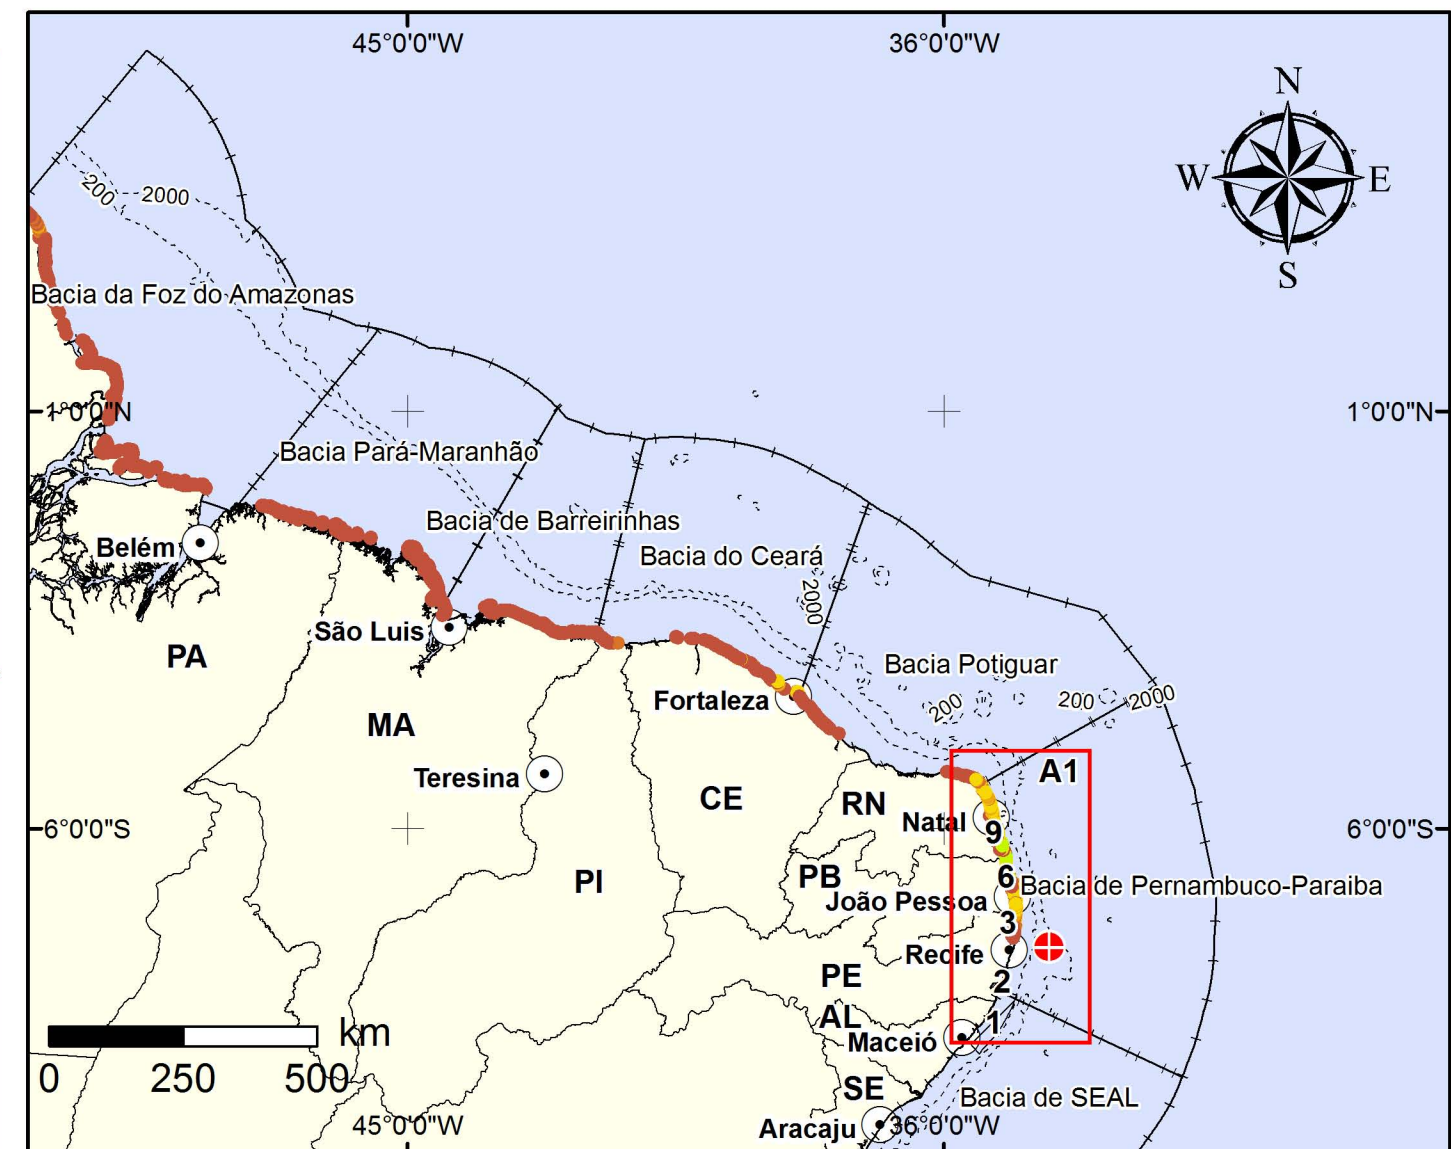 45°0'0"W
36°0'0"W
N
W
E
S
200
2000
Bacia da Foz do Amazonas
1°0'0"N
1°0'0"N
Bacia Pará-Maranhão
Bacia de Barreirinhas
Belém
Bacia do Ceará
2000
São Luis
PA
Bacia Potiguar
Fortaleza
200
200
2000
MA
Teresina
A1
CE
RN
Natal
9
6°0'0"S
6°0'0"S
PI
PB
6
Bacia de Pernambuco-Paraiba
João Pessoa
3
Recife
PE
2
AL
1
km
Maceió
0
250
500
SE
Bacia de SEAL
45°0'0"W
Aracaju
36°0'0"W